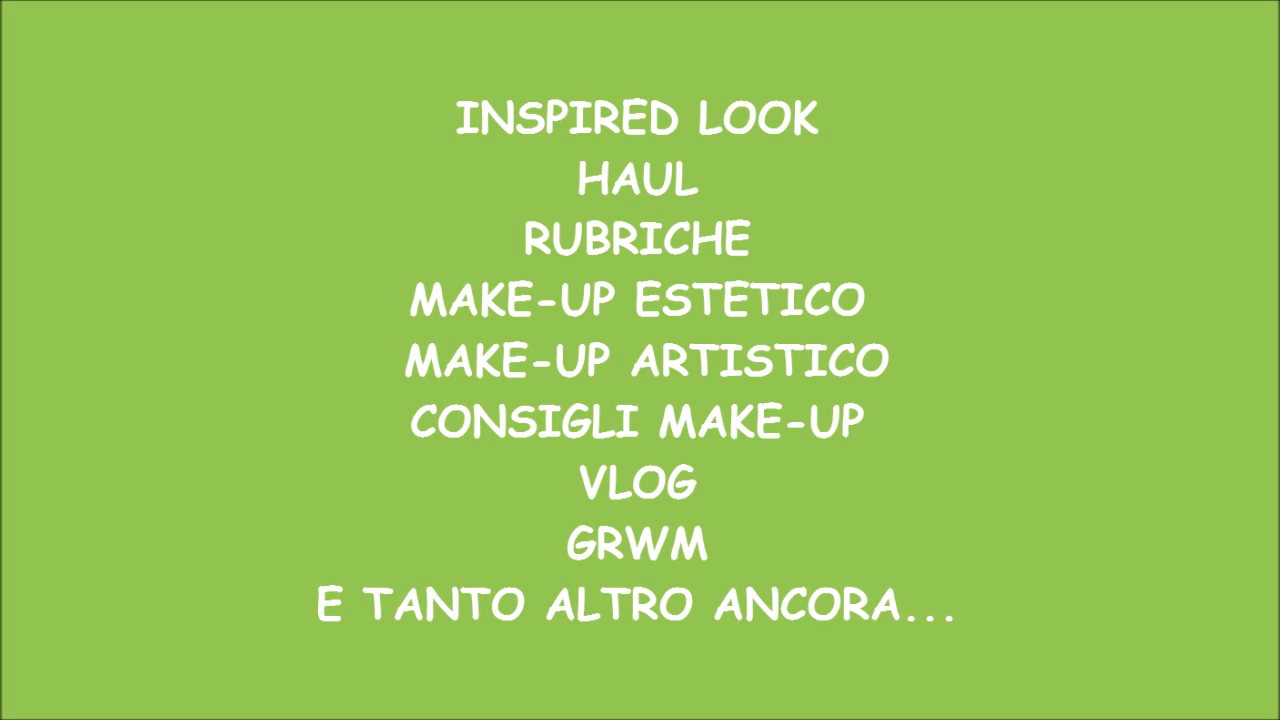 INSPIRED LOOK
HAUL
RUBRICHE
MAKE-UP ESTETICO
MAKE-UP ARTISTICO
CONSIGLI MAKE-UP
VLOG
GRWM
E TANTO ALTRO ANCORA...